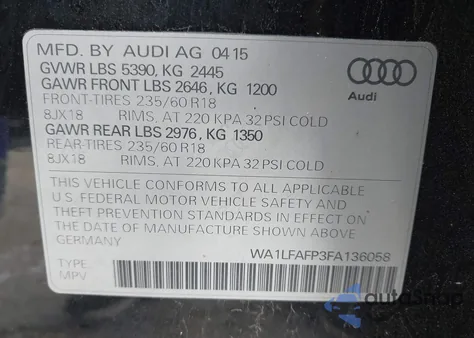 MFD. BY AUDI AG 04 15
GVWR LBS 5390, KG 2445
GAWR FRONT LBS 2646, KG 1200
FRONT-TIRES 235/60 R18
8JX18 RIMS, AT 220 KPA 32 PSI COLD
GAWR REAR LBS 2976, KG 1350
REAR-TIRES 235/60 R18
8JX18 RIMS, AT 220 KPA 32 PSI COLD
Audi
THIS VEHICLE CONFORMS TO ALL APPLICABLE
U.S. FEDERAL MOTOR VEHICLE SAFETY AND
THEFT PREVENTION STANDARDS IN EFFECT ON
THE DATE OF MANUFACTURE SHOWN ABOVE.
GERMANY
WA1LFAFP3FA136058
TYPE
MPV
autosnap